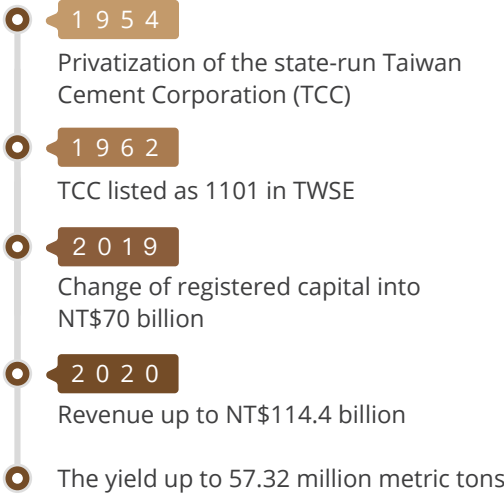 1954
Privatization of the state-run Taiwan
Cement Corporation (TCC)
1962
TCC listed as 1101 in TWSE
2019
Change of registered capital into
NT$70 billion
2020
Revenue up to NT$114.4 billion
The yield up to 57.32 million metric tons